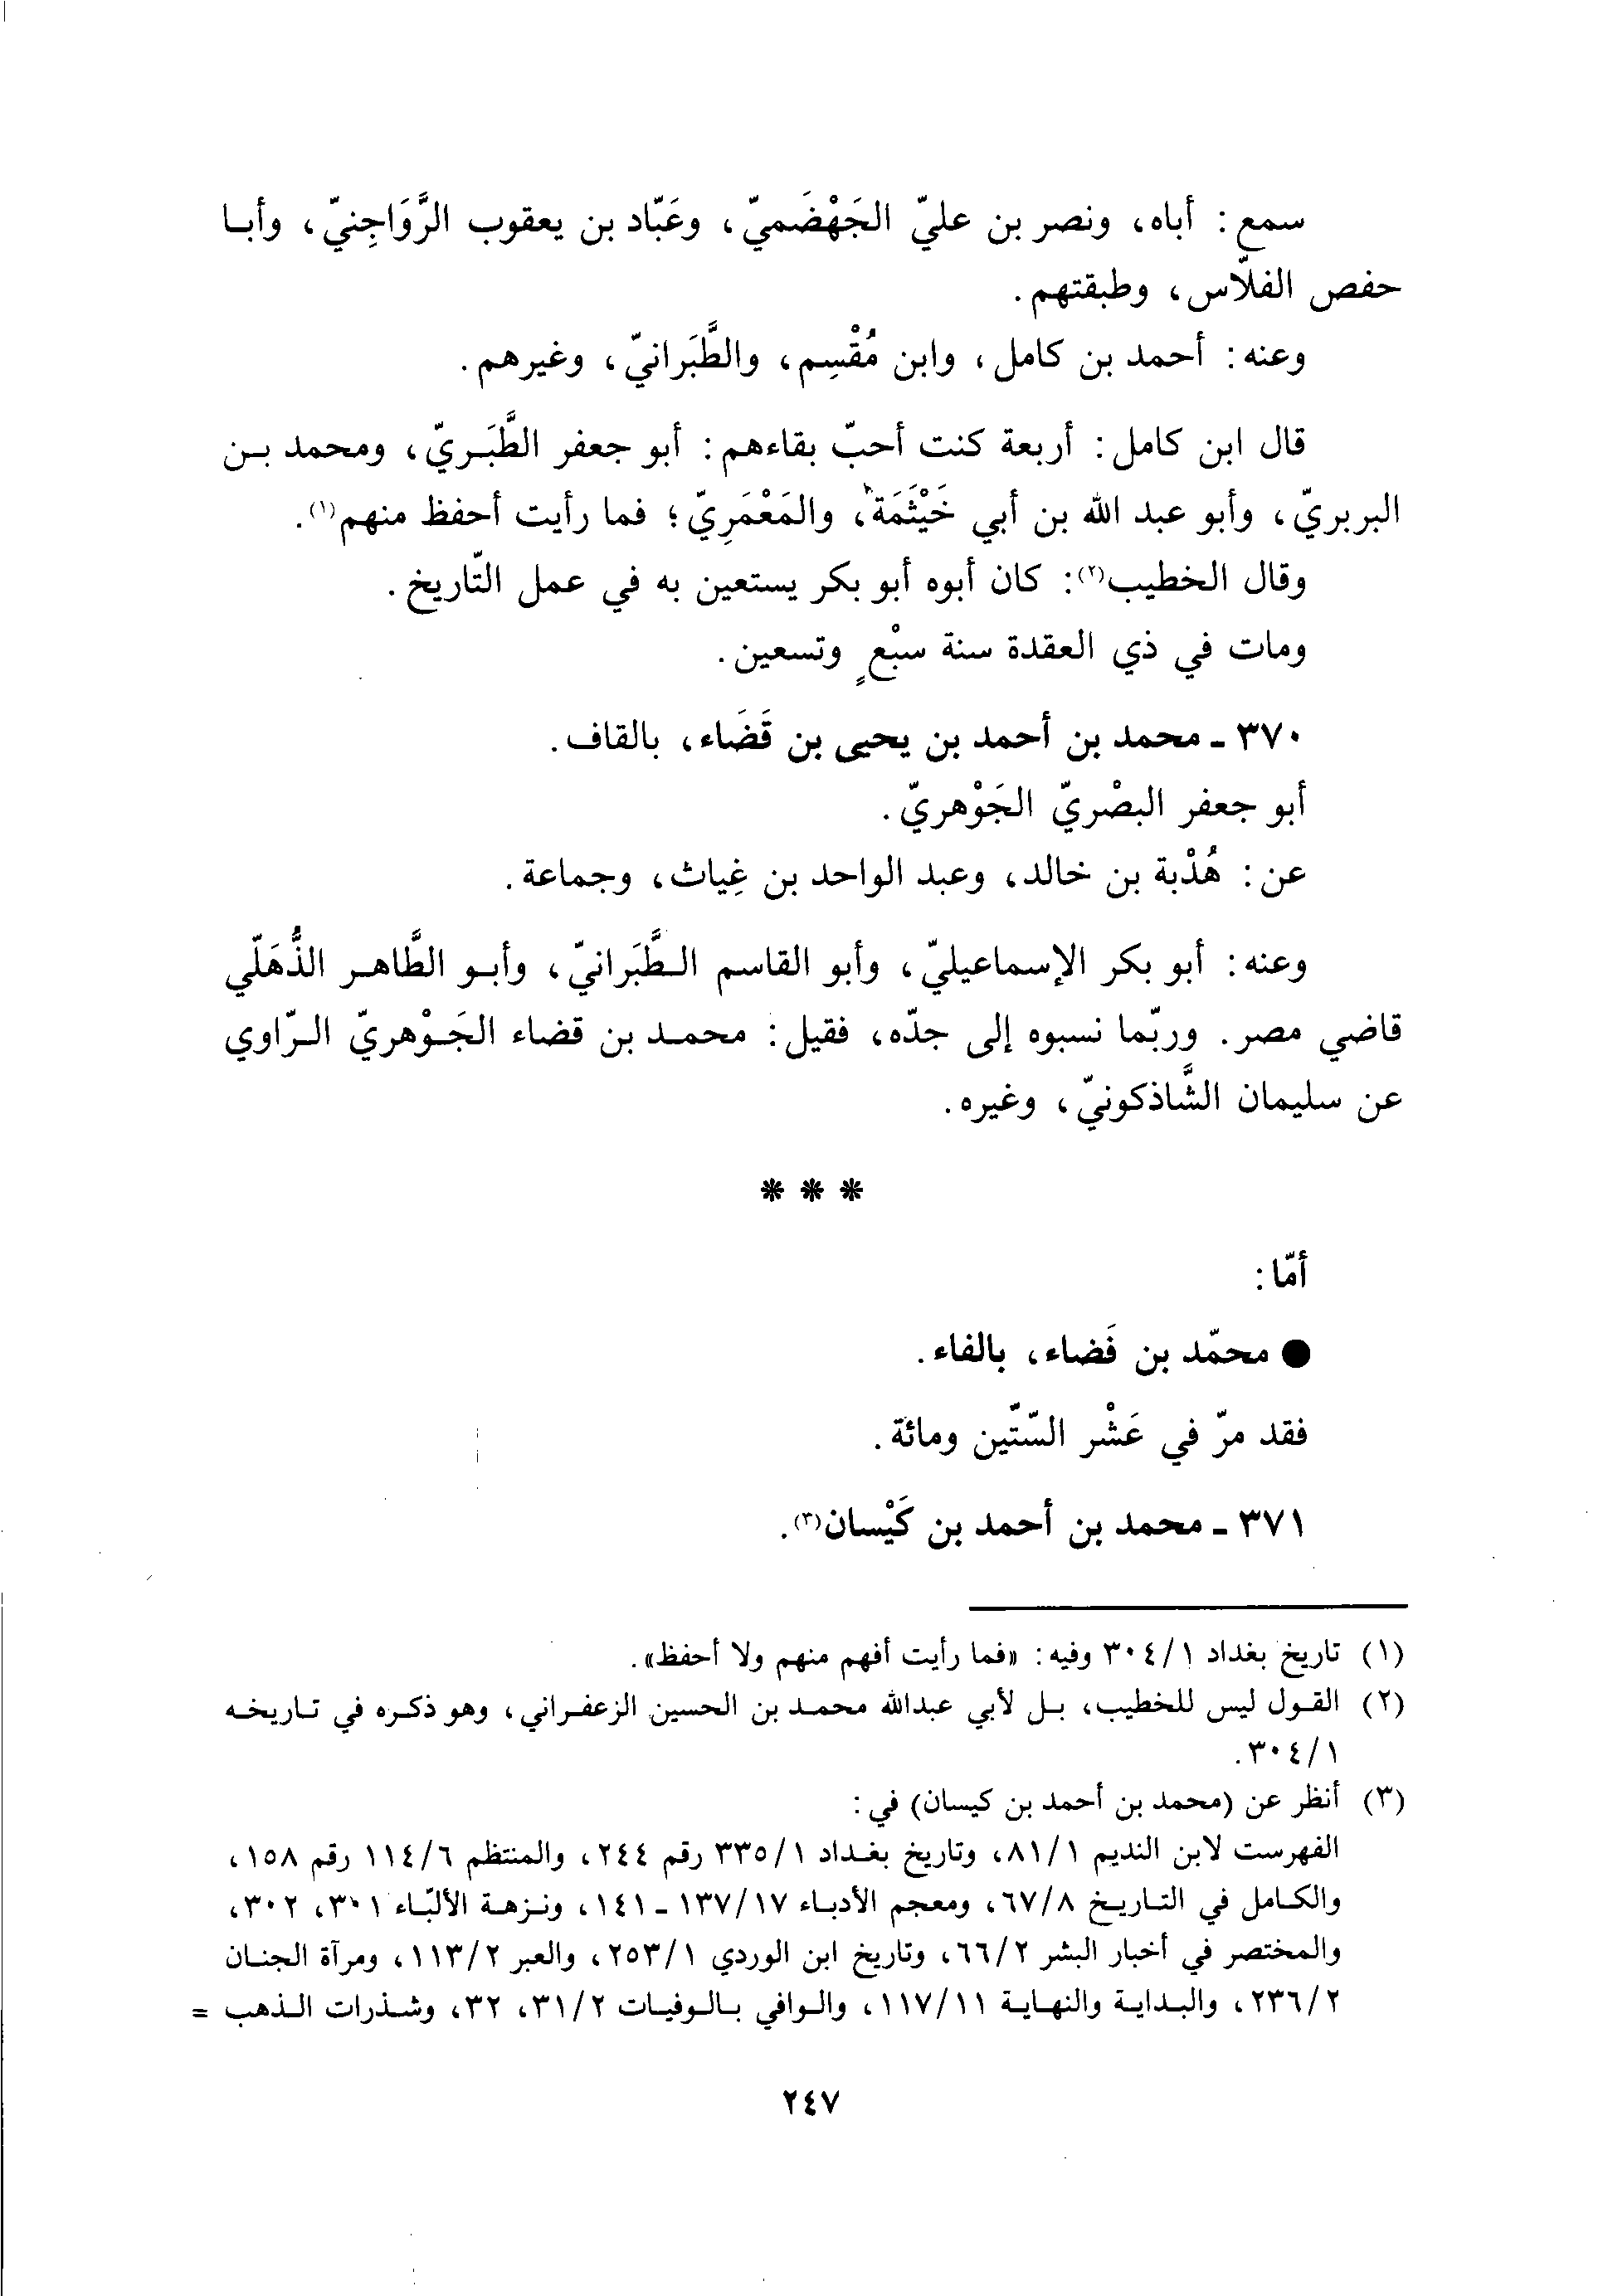 سمع: أباه، ونصر بن عليّ الجَهْضَميّ، وعَبّاد بن يعقوب الرَّوَاجِنيّ، وأبا
حفص الفلّاس، وطبقتهم.
وعنه: أحمد بن كامل، وابن مُقْسِم، والطَّبَرانيّ، وغيرهم.
قال ابن كامل: أربعة كنت أحبّ بقاءهم: أبو جعفر الطَّبَريّ، ومحمد بن
البربريّ، وأبو عبد الله بن أبي خَيْثَمَة، والمَعْمَرِيّ؛ فما رأيت أحفظ منهم(١).
وقال الخطيب(٢): كان أبوه أبو بكر يستعين به في عمل التّاريخ.
ومات في ذي العقدة سنة سبْعٍ وتسعين.
٣٧٠ - محمد بن أحمد بن يحيى بن قَضَاء، بالقاف.
أبو جعفر البصْريّ الجَوْهريّ.
عن: هُدْبة بن خالد، وعبد الواحد بن غِياث، وجماعة.
وعنه: أبو بكر الإسماعيليّ، وأبو القاسم الطَّبَرانيّ، وأبو الطَّاهر الذُّهَلّي
قاضي مصر. وربّما نسبوه إلى جدّه، فقيل: محمد بن قضاء الجَوْهريّ الرّاوي
عن سليمان الشَّاذكونيّ، وغيره.
* * *
أمّا:
● محمّد بن فَضاء، بالفاء.
فقد مرّ في عَشْر السّتّين ومائة.
٣٧١ - محمد بن أحمد بن كَيْسان(٣).
(١) تاريخ بغداد ٣٠٤/١ وفيه: «فما رأيت أفهم منهم ولا أحفظ».
(٢) القول ليس للخطيب، بل لأبي عبدالله محمد بن الحسين الزعفراني، وهو ذكره في تاريخه
٣٠٤/١.
(٣) أنظر عن (محمد بن أحمد بن كيسان) في:
الفهرست لابن النديم ٨١/١، وتاريخ بغداد ٣٣٥/١ رقم ٢٤٤، والمنتظم ١١٤/٦ رقم ١٥٨،
والكامل في التاريخ ٦٧/٨، ومعجم الأدباء ١٣٧/١٧ - ١٤١، ونزهة الألبّاء ٣٠١، ٣٠٢،
والمختصر في أخبار البشر ٦٦/٢، وتاريخ ابن الوردي ٢٥٣/١، والعبر ١١٣/٢، ومرآة الجنان
٢٣٦/٢، والبداية والنهاية ١١٧/١١، والوافي بالوفيات ٣١/٢، ٣٢، وشذرات الذهب =
٢٤٧